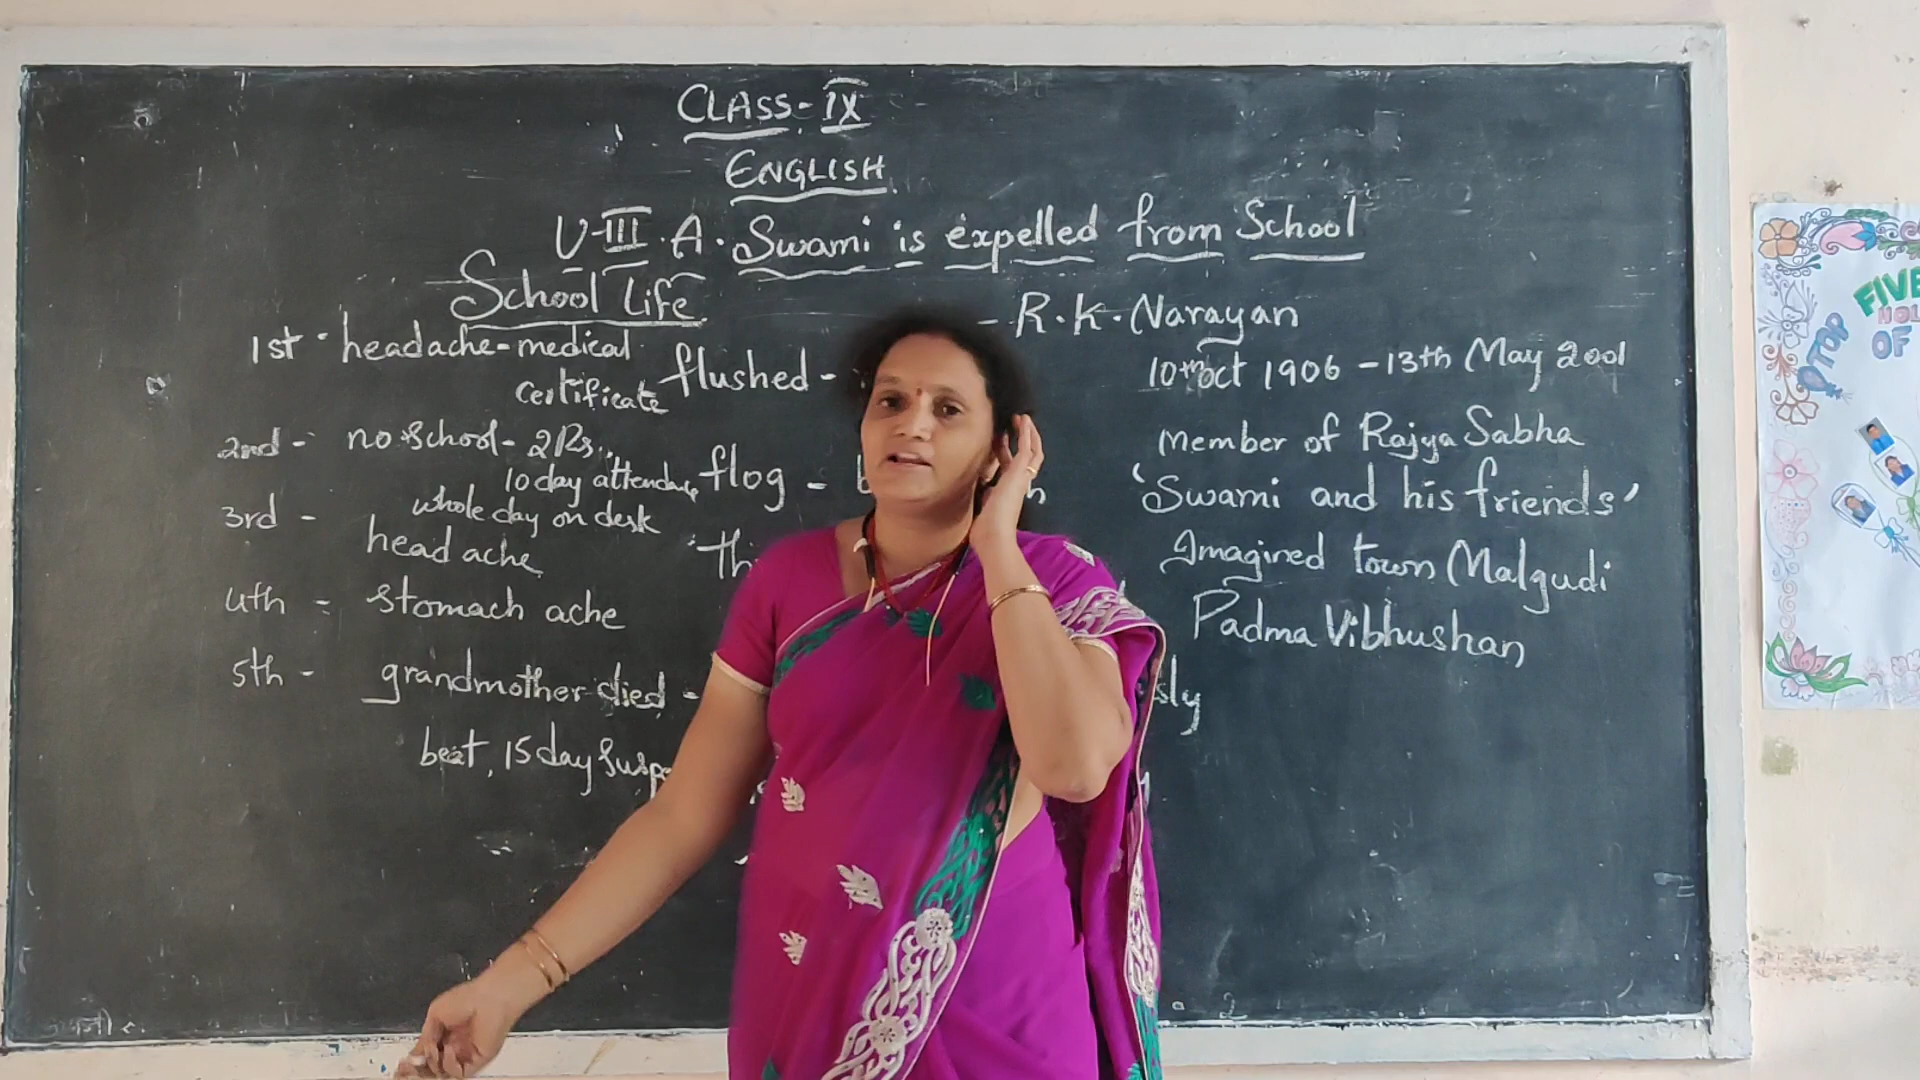 CLASS-IX
ENGLISH
U-III.A. Swami is expelled from School
School Life
- R.K. Narayan
1st - headache-medical
certificate
2nd - no school- 2Rs..
10 day attendance
3rd - whole day on desk
head ache
4th - stomach ache
5th - grandmother died -
beat, 15 day
flushed -
flog -
10th oct 1906 - 13th May 2001
Member of Rajya Sabha
'Swami and his friends'
Imagined town Malgudi
Padma Vibhushan
FIVE
OF